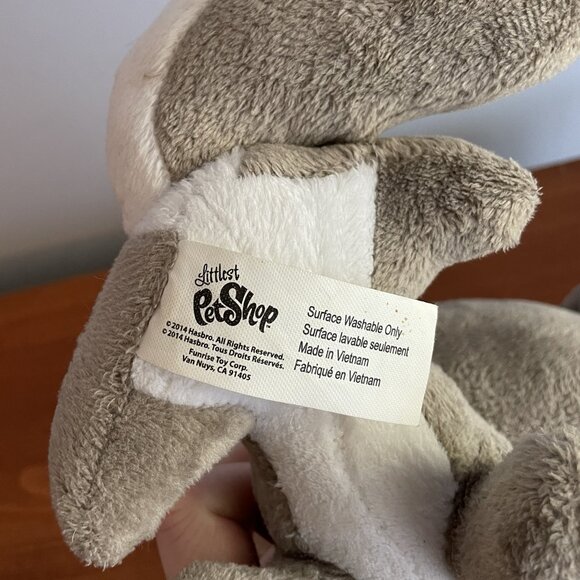 Littlest
PetShop
© 2014 Hasbro. All Rights Reserved.
© 2014 Hasbro. Tous Droits Réservés.
Funrise Toy Corp.
Van Nuys, CA 91405
Surface Washable Only
Surface lavable seulement
Made in Vietnam
Fabriqué en Vietnam